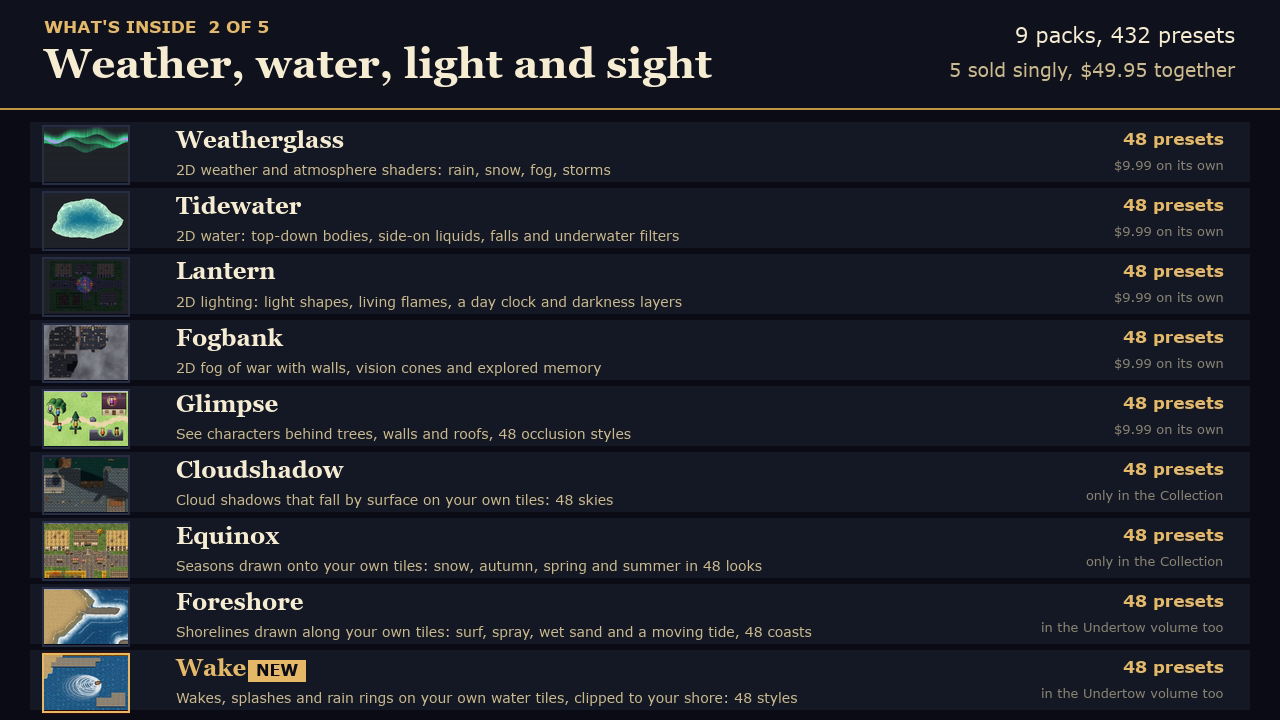 WHAT'S INSIDE 2 OF 5
Weather, water, light and sight
9 packs, 432 presets
5 sold singly, $49.95 together
Weatherglass
2D weather and atmosphere shaders: rain, snow, fog, storms
48 presets
$9.99 on its own
Tidewater
2D water: top-down bodies, side-on liquids, falls and underwater filters
48 presets
$9.99 on its own
Lantern
2D lighting: light shapes, living flames, a day clock and darkness layers
48 presets
$9.99 on its own
Fogbank
2D fog of war with walls, vision cones and explored memory
48 presets
$9.99 on its own
Glimpse
See characters behind trees, walls and roofs, 48 occlusion styles
48 presets
$9.99 on its own
Cloudshadow
Cloud shadows that fall by surface on your own tiles: 48 skies
48 presets
only in the Collection
Equinox
Seasons drawn onto your own tiles: snow, autumn, spring and summer in 48 looks
48 presets
only in the Collection
Foreshore
Shorelines drawn along your own tiles: surf, spray, wet sand and a moving tide, 48 coasts
48 presets
in the Undertow volume too
Wake NEW
Wakes, splashes and rain rings on your own water tiles, clipped to your shore: 48 styles
48 presets
in the Undertow volume too